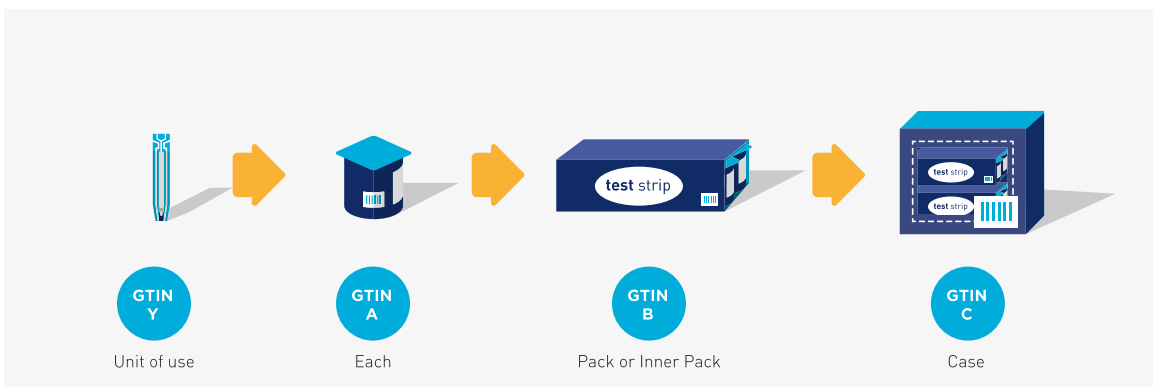 test strip
test strip
test strip
GTIN
Y
GTIN
A
GTIN
B
GTIN
C
Unit of use
Each
Pack or Inner Pack
Case